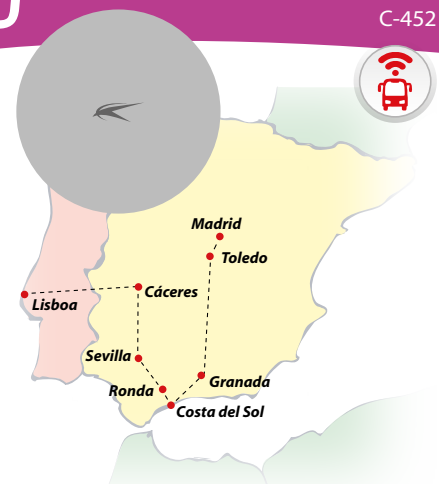 C-452
Madrid
Toledo
Cáceres
Lisboa
Sevilla
Granada
Ronda
Costa del Sol